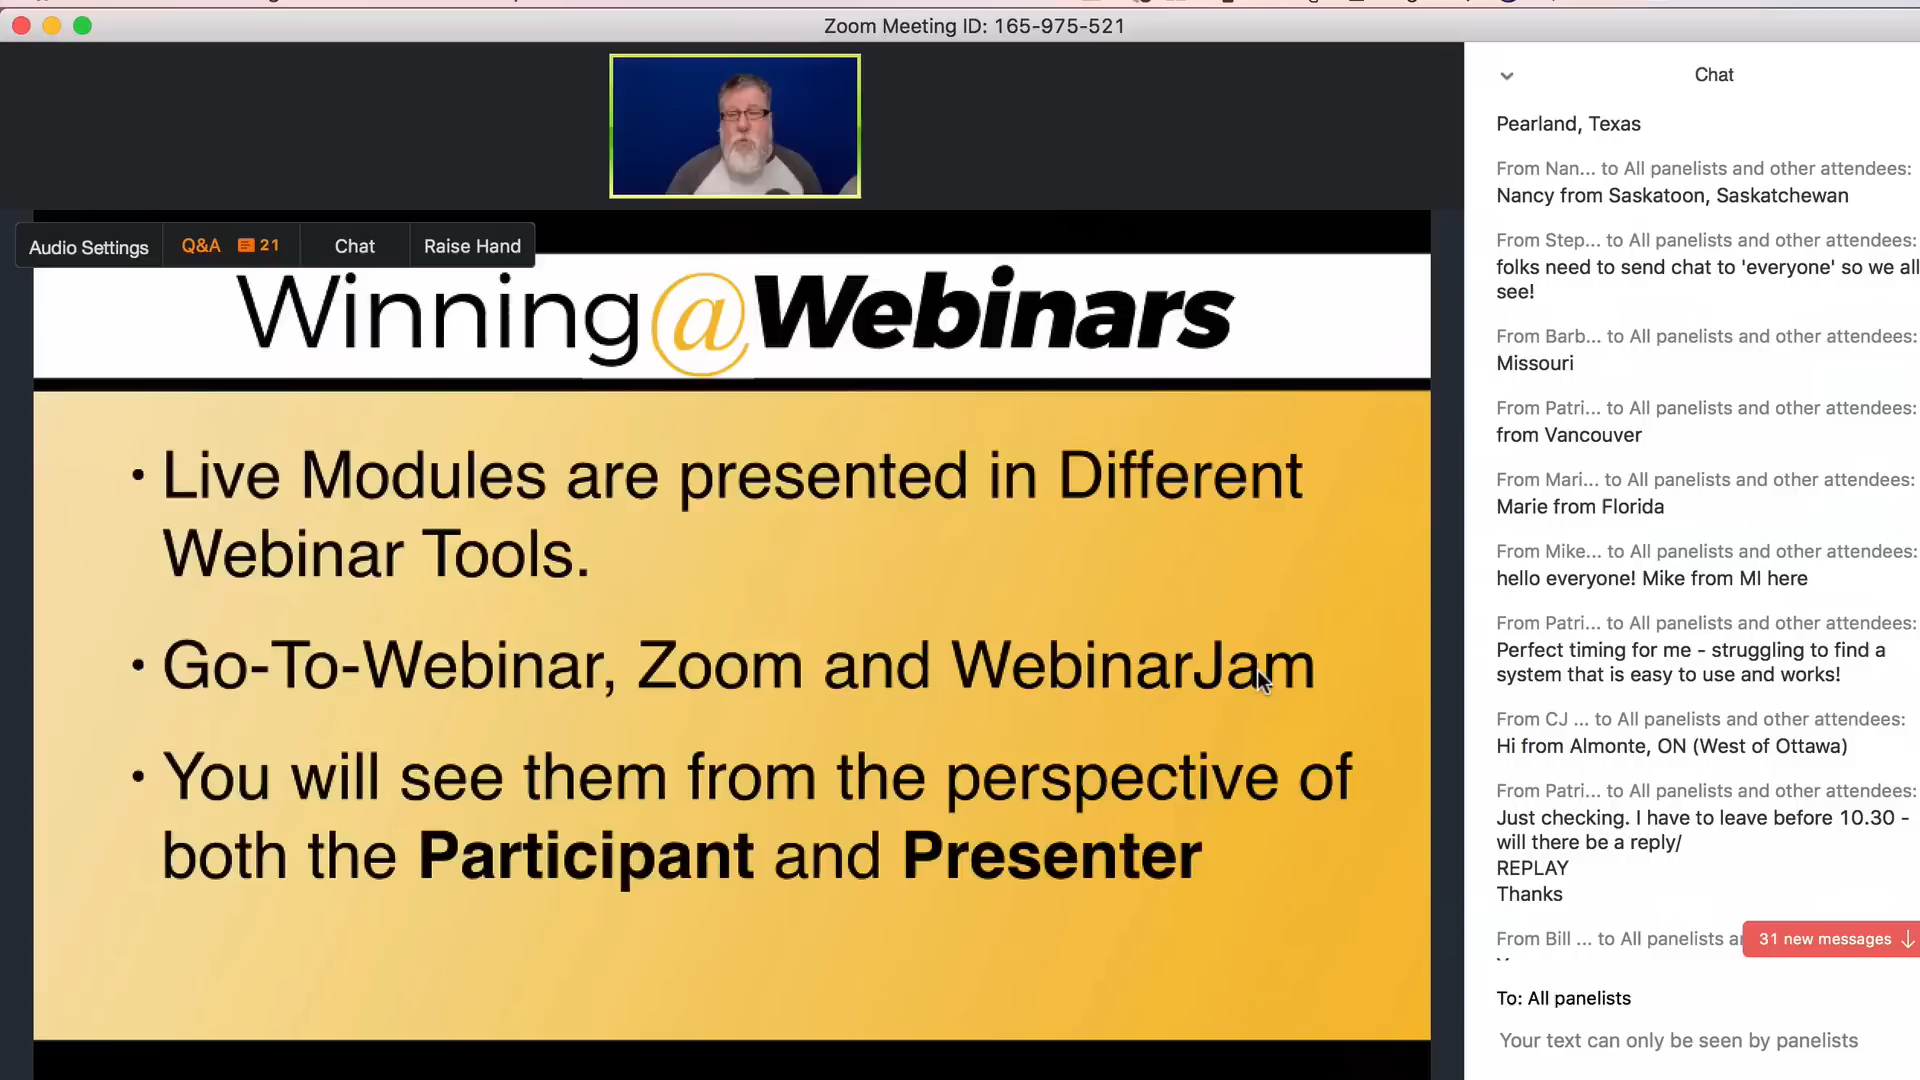 Zoom Meeting ID: 165-975-521
Audio Settings
Q&A 21
Chat
Raise Hand
Winning@Webinars
• Live Modules are presented in Different
Webinar Tools.
• Go-To-Webinar, Zoom and WebinarJam
• You will see them from the perspective of
both the Participant and Presenter
Chat
Pearland, Texas
From Nan... to All panelists and other attendees:
Nancy from Saskatoon, Saskatchewan
From Step... to All panelists and other attendees:
folks need to send chat to 'everyone' so we all
see!
From Barb... to All panelists and other attendees:
Missouri
From Patri... to All panelists and other attendees:
from Vancouver
From Mari... to All panelists and other attendees:
Marie from Florida
From Mike... to All panelists and other attendees:
hello everyone! Mike from MI here
From Patri... to All panelists and other attendees:
Perfect timing for me - struggling to find a
system that is easy to use and works!
From CJ ... to All panelists and other attendees:
Hi from Almonte, ON (West of Ottawa)
From Patri... to All panelists and other attendees:
Just checking. I have to leave before 10.30 -
will there be a reply/
REPLAY
Thanks
From Bill ... to All panelists
31 new messages
To: All panelists
Your text can only be seen by panelists